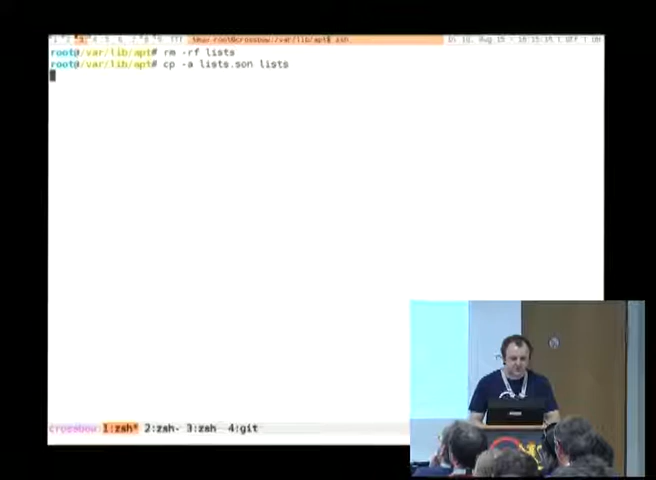 root@/var/lib/apt# rm -rf lists
root@/var/lib/apt# cp -a lists.son lists
crossbow 1:zsh* 2:zsh- 3:zsh 4:git